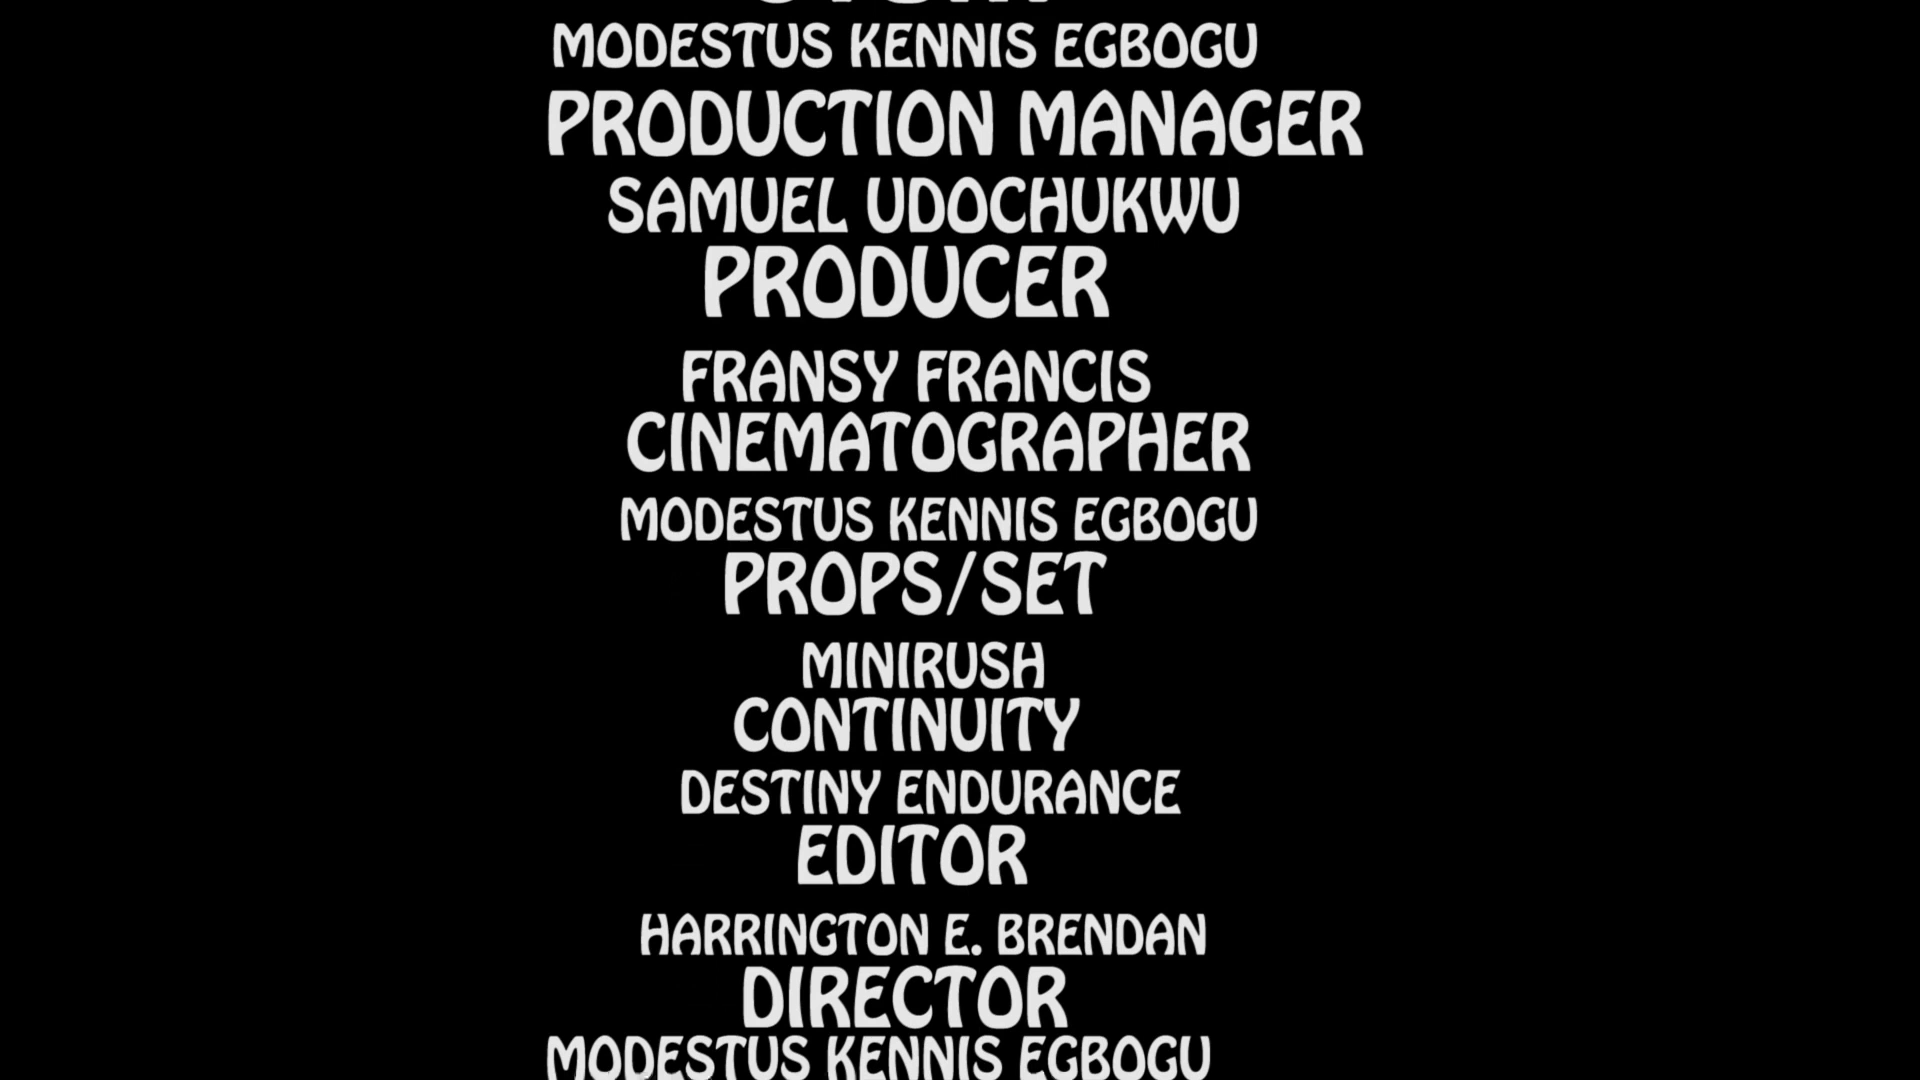 MODESTUS KENNIS EGBOGU
PRODUCTION MANAGER
SAMUEL UDOCHUKWU
PRODUCER
FRANSY FRANCIS
CINEMATOGRAPHER
MODESTUS KENNIS EGBOGU
PROPS/SET
MINIRUSH
CONTINUITY
DESTINY ENDURANCE
EDITOR
HARRINGTON E. BRENDAN
DIRECTOR
MODESTUS KENNIS EGBOGU